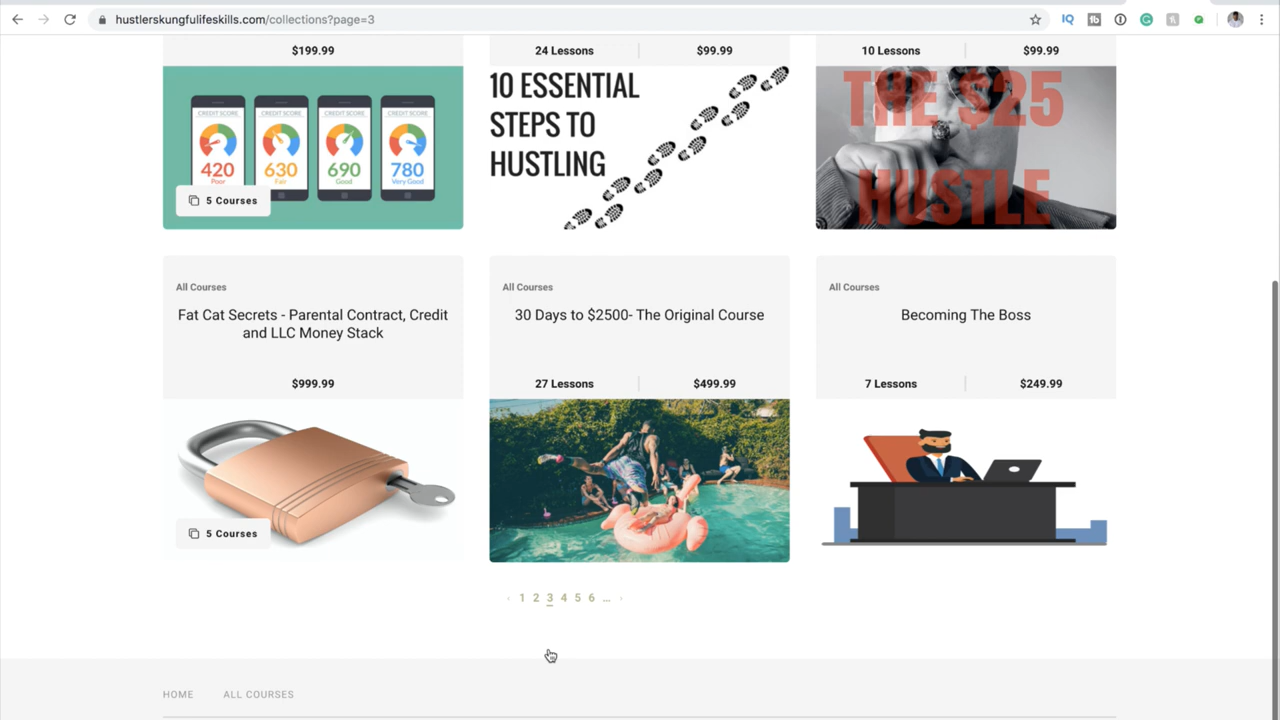 hustlerskungfulifeskills.com/collections?page=3
$199.99
24 Lessons $99.99
10 Lessons $99.99
CREDIT SCORE CREDIT SCORE CREDIT SCORE CREDIT SCORE
420 630 690 780
Poor Fair Good Very Good
5 Courses
10 ESSENTIAL
STEPS TO
HUSTLING
THE $25
HUSTLE
All Courses
Fat Cat Secrets - Parental Contract, Credit
and LLC Money Stack
$999.99
All Courses
30 Days to $2500- The Original Course
27 Lessons $499.99
All Courses
Becoming The Boss
7 Lessons $249.99
5 Courses
1 2 3 4 5 6 ...
HOME ALL COURSES